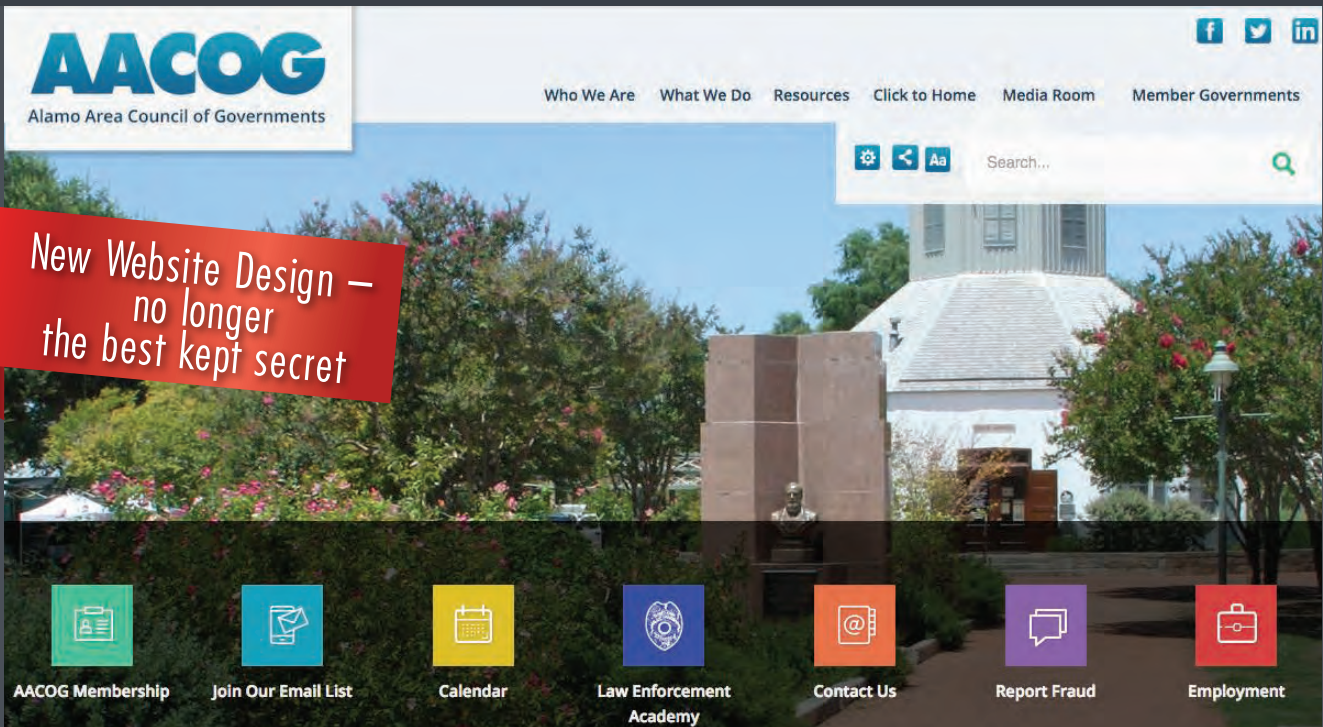 AACOG
Alamo Area Council of Governments
f
in
Who We Are What We Do Resources Click to Home Media Room Member Governments
Aa
Search...
New Website Design –
no longer
the best kept secret
@
AACOG Membership
Join Our Email List
Calendar
Law Enforcement
Academy
Contact Us
Report Fraud
Employment